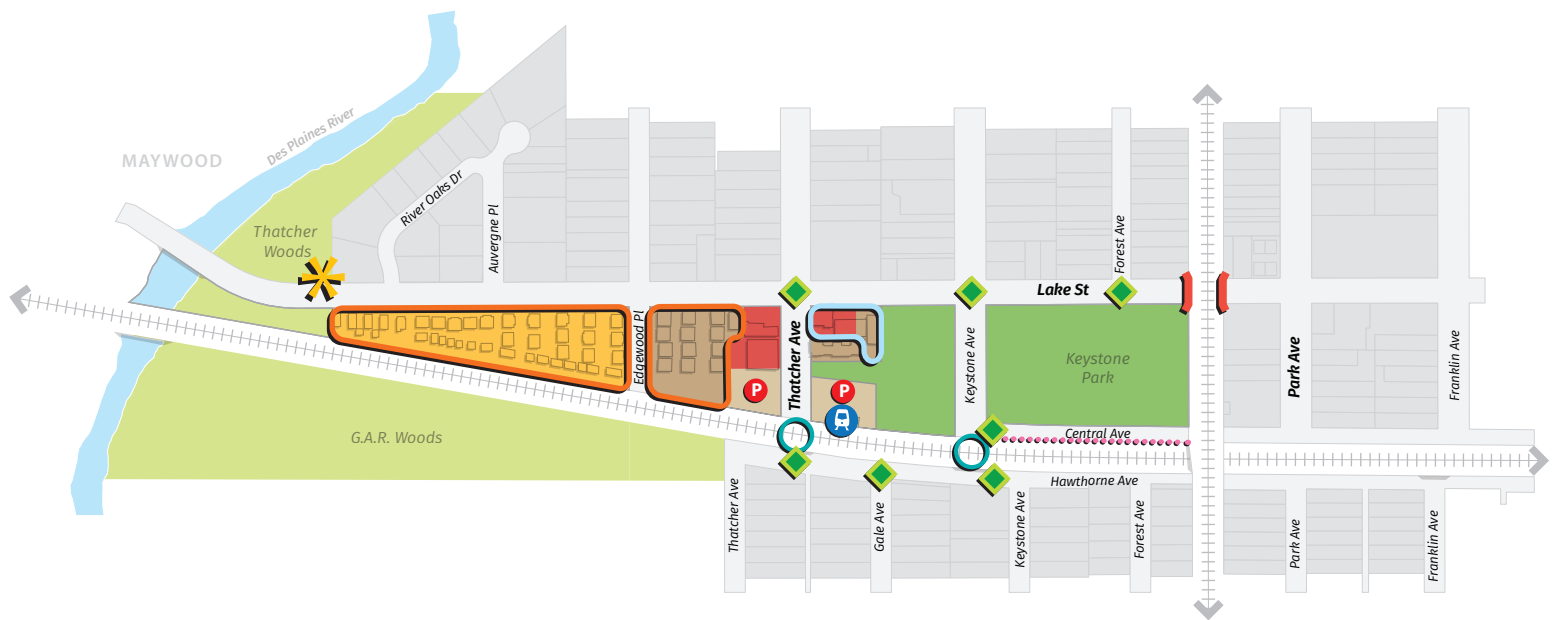 Des Plaines River
MAYWOOD
River Oaks Dr
Auvergne Pl
Thatcher
Woods
Forest Ave
Lake St
Edgewood Pl
Thatcher Ave
Keystone Ave
Keystone
Park
Park Ave
Franklin Ave
P
P
G.A.R. Woods
Central Ave
Hawthorne Ave
Thatcher Ave
Gale Ave
Keystone Ave
Forest Ave
Park Ave
Franklin Ave